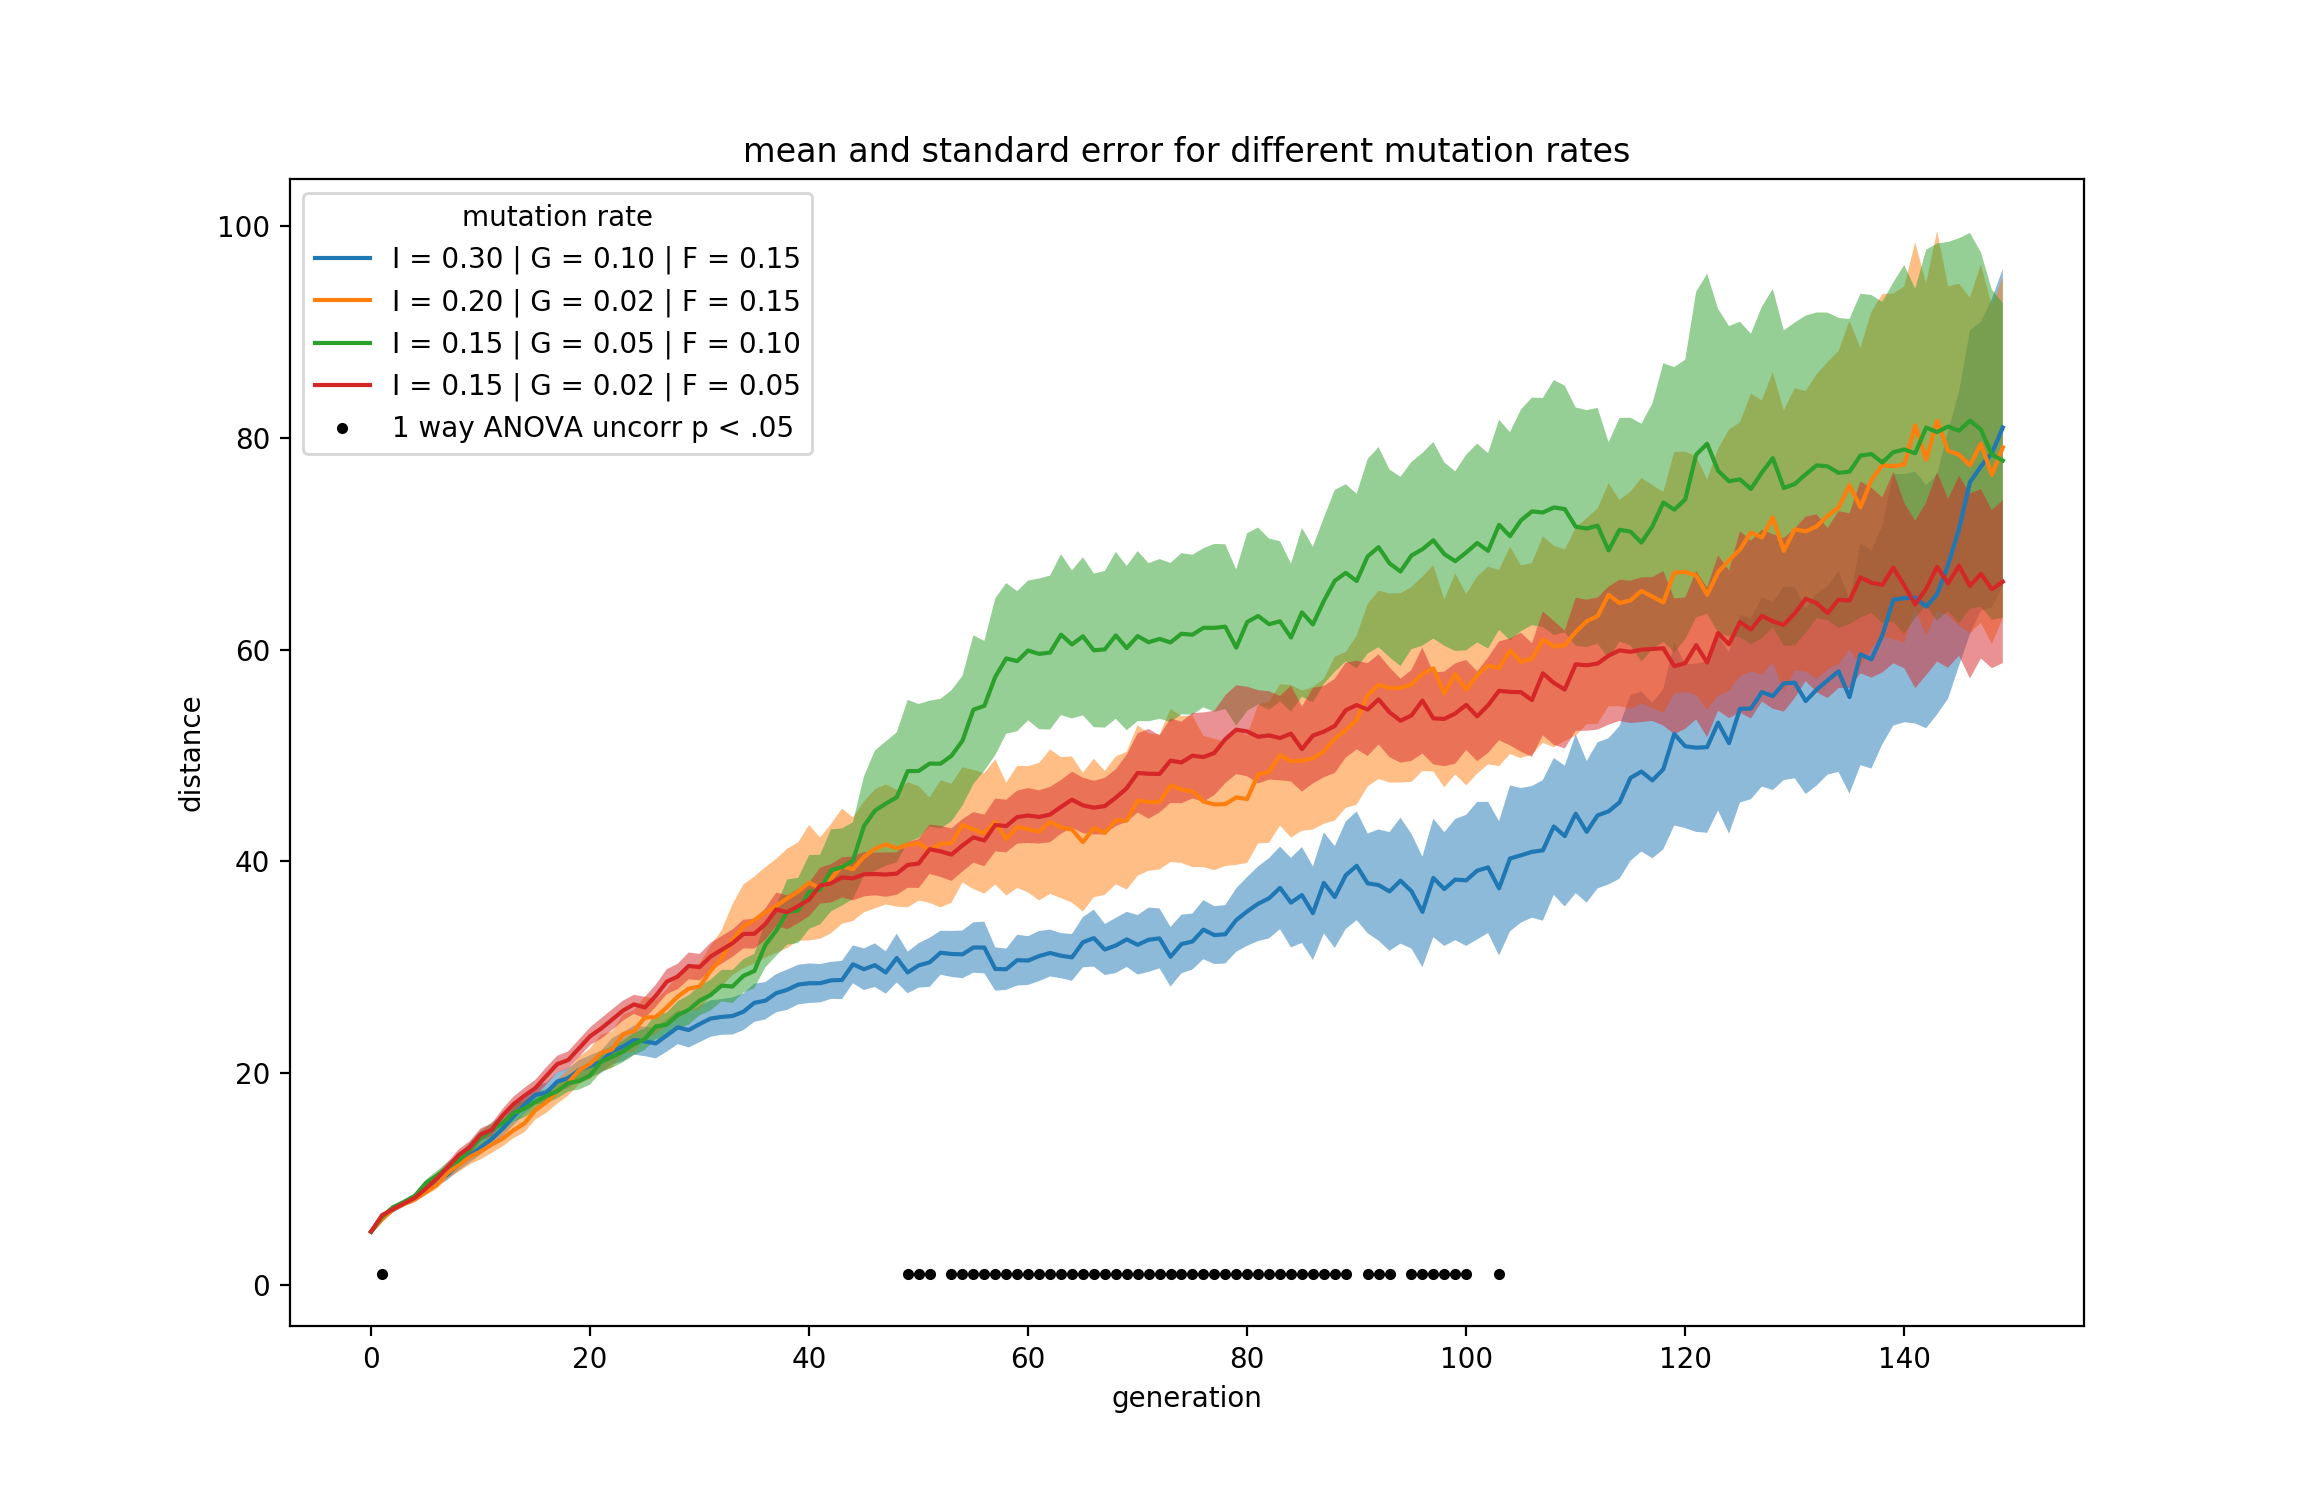 mean and standard error for different mutation rates
mutation rate
I = 0.30 | G = 0.10 | F = 0.15
I = 0.20 | G = 0.02 | F = 0.15
I = 0.15 | G = 0.05 | F = 0.10
I = 0.15 | G = 0.02 | F = 0.05
1 way ANOVA uncorr p < .05
distance
100
80
60
40
20
0
0 20 40 60 80 100 120 140
generation